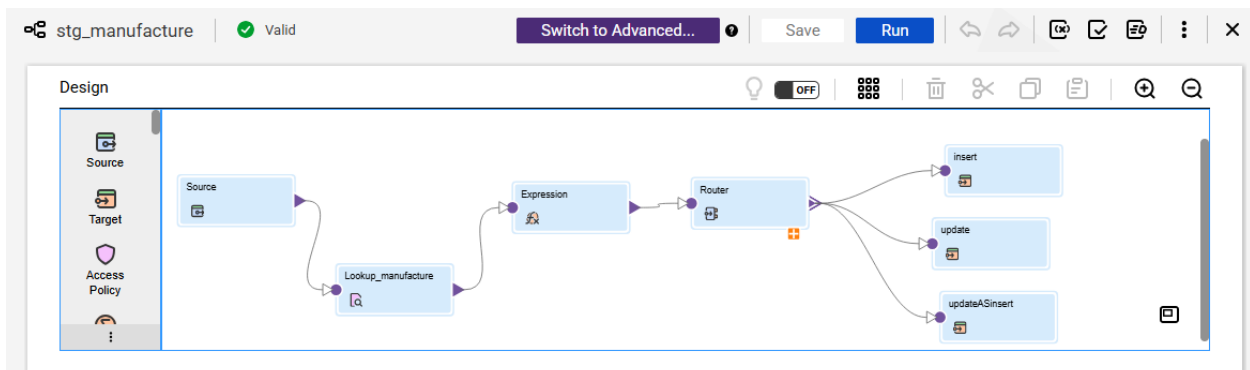 stg_manufacture
Valid
Switch to Advanced...
?
Save
Run
(x)
Design
OFF
Source
Target
Access
Policy
Source
Lookup_manufacture
Expression
Router
insert
update
updateASinsert